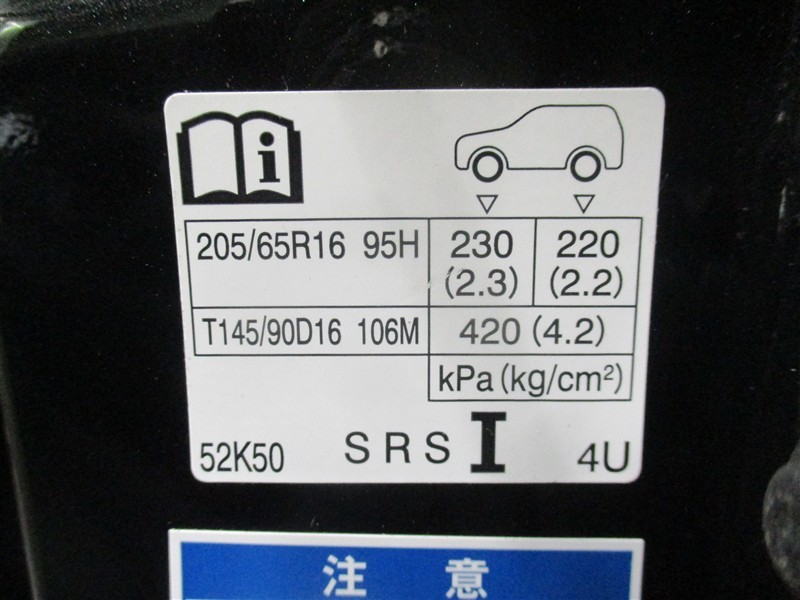 i
205/65R16 95H 230 220
(2.3) (2.2)
T145/90D16 106M 420 (4.2)
kPa (kg/cm²)
52K50 SRS I 4U
注 意